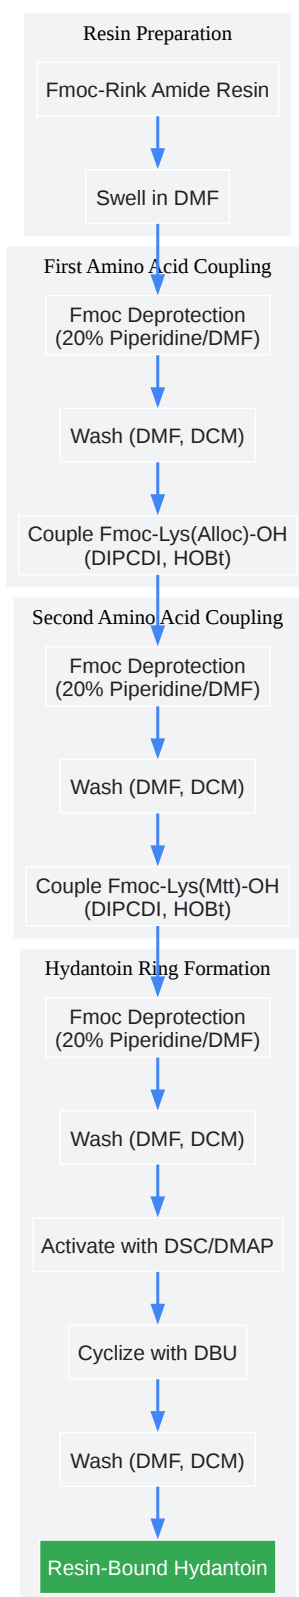 Resin Preparation
Fmoc-Rink Amide Resin
Swell in DMF
First Amino Acid Coupling
Fmoc Deprotection
(20% Piperidine/DMF)
Wash (DMF, DCM)
Couple Fmoc-Lys(Alloc)-OH
(DIPCDI, HOBt)
Second Amino Acid Coupling
Fmoc Deprotection
(20% Piperidine/DMF)
Wash (DMF, DCM)
Couple Fmoc-Lys(Mtt)-OH
(DIPCDI, HOBt)
Hydantoin Ring Formation
Fmoc Deprotection
(20% Piperidine/DMF)
Wash (DMF, DCM)
Activate with DSC/DMAP
Cyclize with DBU
Wash (DMF, DCM)
Resin-Bound Hydantoin